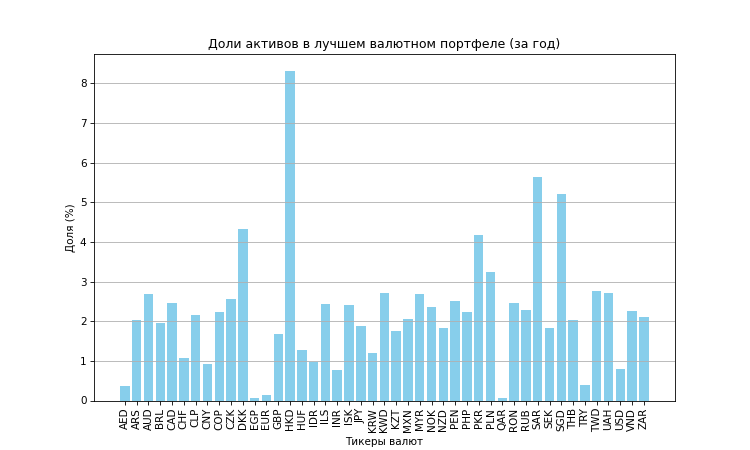 Доли активов в лучшем валютном портфеле (за год)
Доля (%)
8
7
6
5
4
3
2
1
0
AED ARS AUD BRL CAD CHF CLP CNY COP CZK DKK EGP EUR GBP HKD HUF IDR ILS INR ISK JPY KRW KWD KZT MXN MYR NOK NZD PEN PHP PKR PLN QAR RON RUB SAR SEK SGD THB TRY TWD UAH USD VND ZAR
Тикеры валют